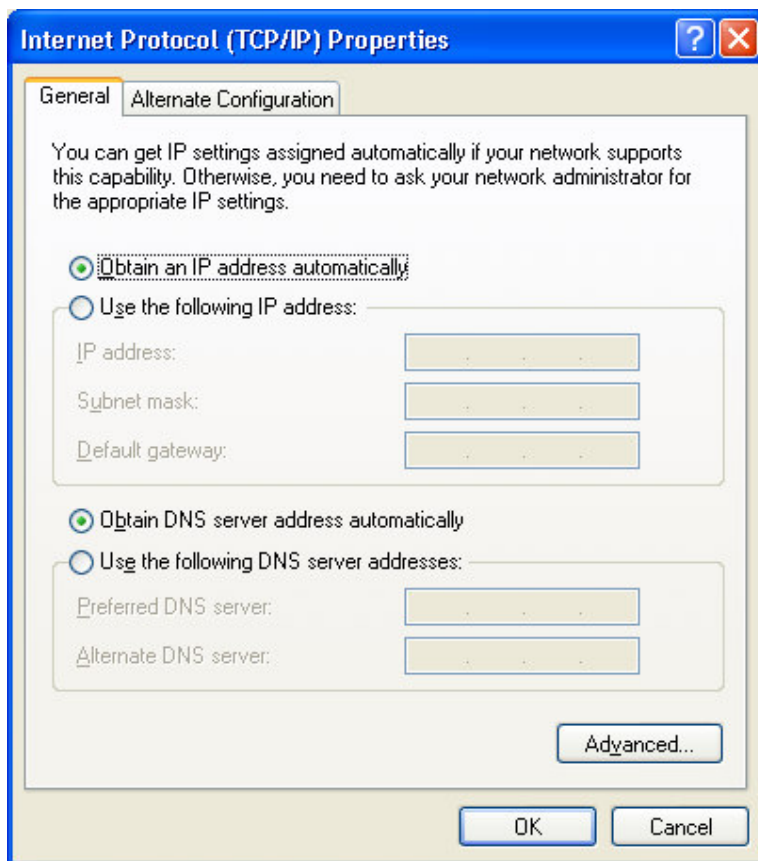 Internet Protocol (TCP/IP) Properties
General
Alternate Configuration
You can get IP settings assigned automatically if your network supports
this capability. Otherwise, you need to ask your network administrator for
the appropriate IP settings.
Obtain an IP address automatically
Use the following IP address:
IP address:
Subnet mask:
Default gateway:
Obtain DNS server address automatically
Use the following DNS server addresses:
Preferred DNS server:
Alternate DNS server:
Advanced...
OK
Cancel